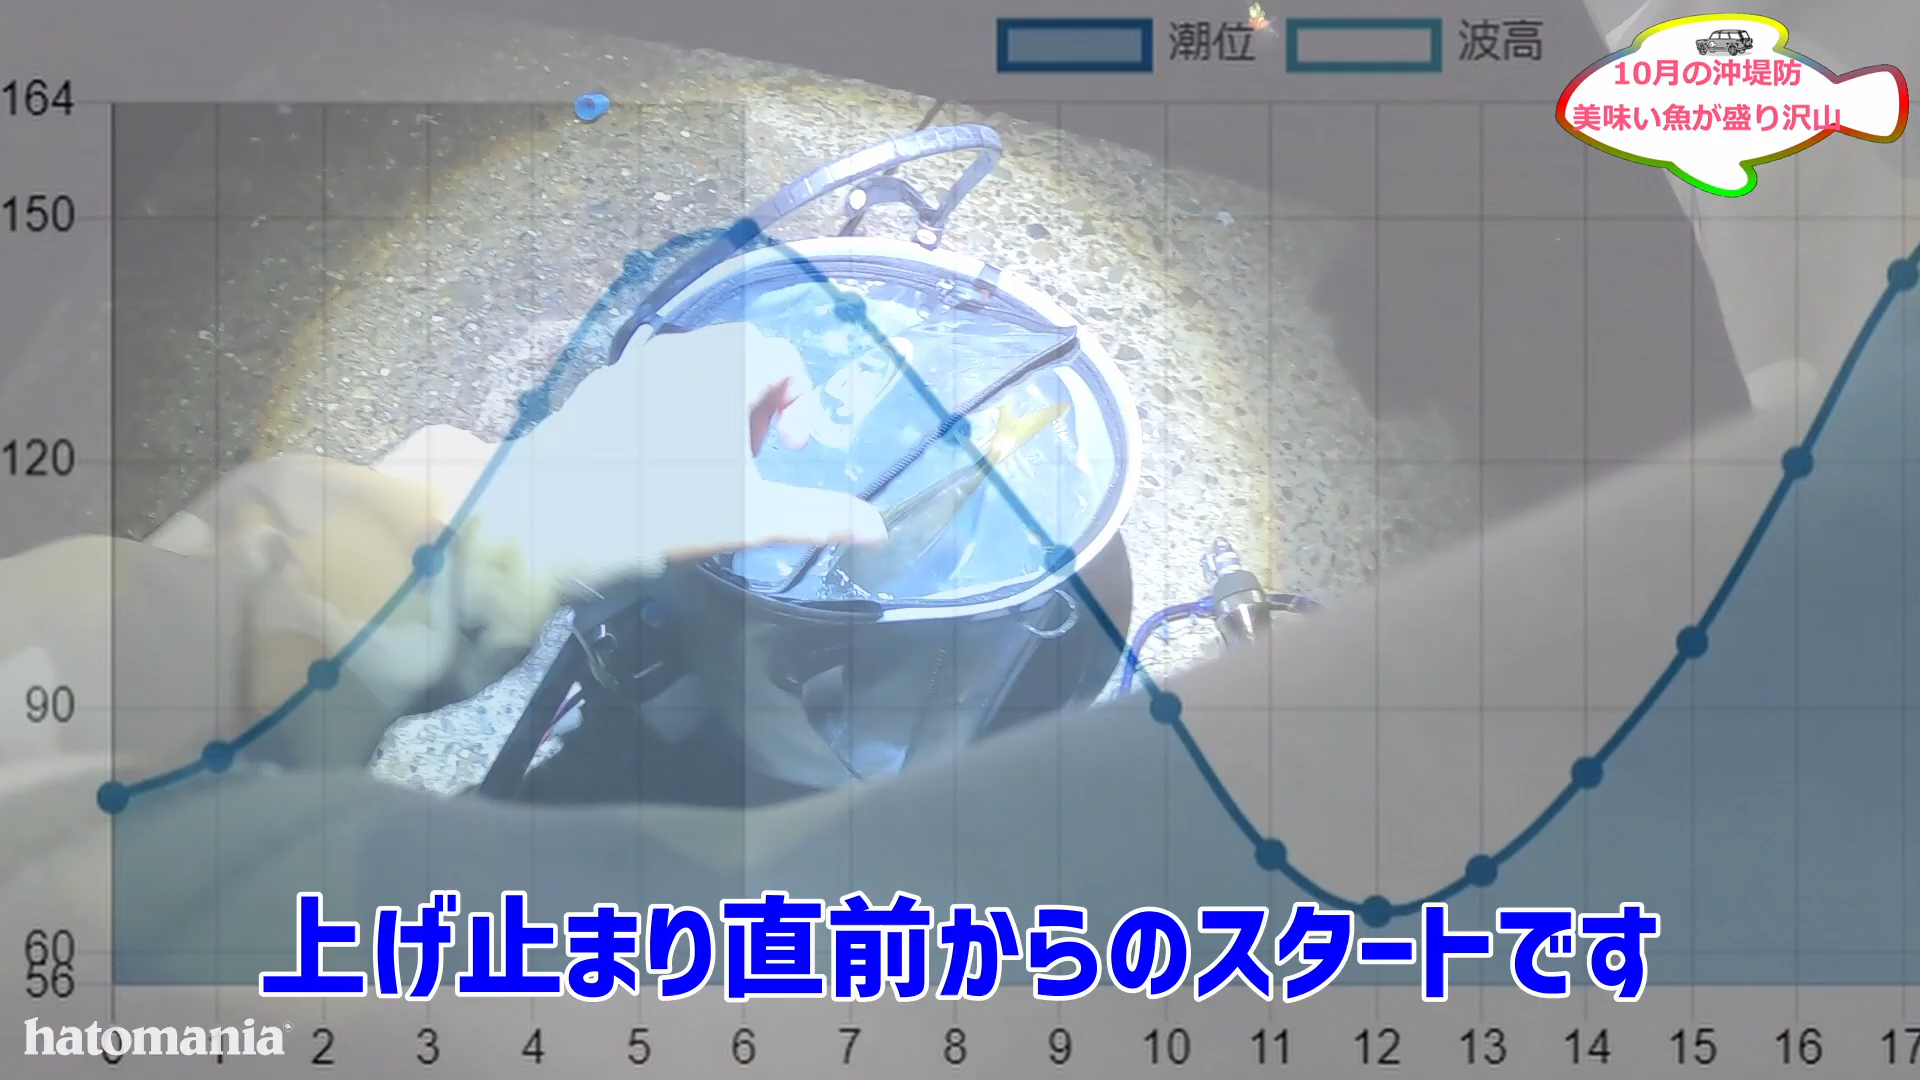 潮位
波高
10月の沖堤防
美味い魚が盛り沢山
164
150
120
90
60
56
上げ止まり直前からのスタートです
hatomania
0 1 2 3 4 5 6 7 8 9 10 11 12 13 14 15 16 17